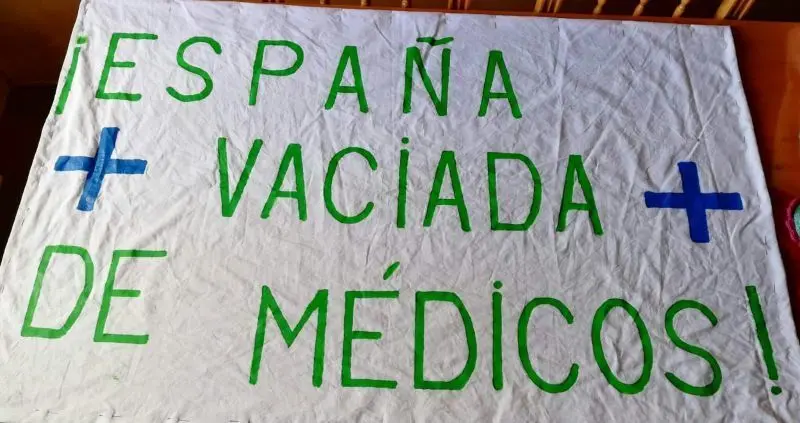 ¡ESPAÑA
+ VACIADA +
DE MÉDICOS!